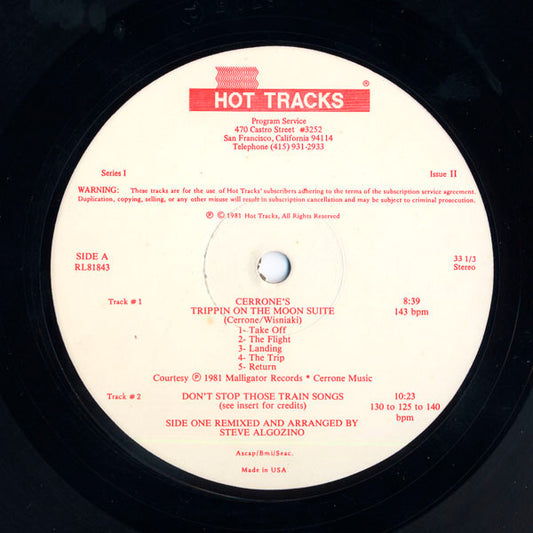 HOT TRACKS ®
Program Service
470 Castro Street #3252
San Francisco, California 94114
Telephone (415) 931-2933
Series I Issue II
WARNING: These tracks are for the use of Hot Tracks' subscribers adhering to the terms of the subscription service agreement.
Duplication, copying, selling, or any other misuse will result in subscription cancellation and may be subject to criminal prosecution.
℗ © 1981 Hot Tracks, All Rights Reserved
SIDE A 33 1/3
RL81843 Stereo
Track #1 CERRONE'S 8:39
TRIPPIN ON THE MOON SUITE 143 bpm
(Cerrone/Wisniaki)
1- Take Off
2- The Flight
3- Landing
4- The Trip
5- Return
Courtesy ℗ 1981 Malligator Records * Cerrone Music
Track #2 DON'T STOP THOSE TRAIN SONGS 10:23
(see insert for credits) 130 to 125 to 140
bpm
SIDE ONE REMIXED AND ARRANGED BY
STEVE ALGOZINO
Ascap/Bmi/Seac.
Made in USA